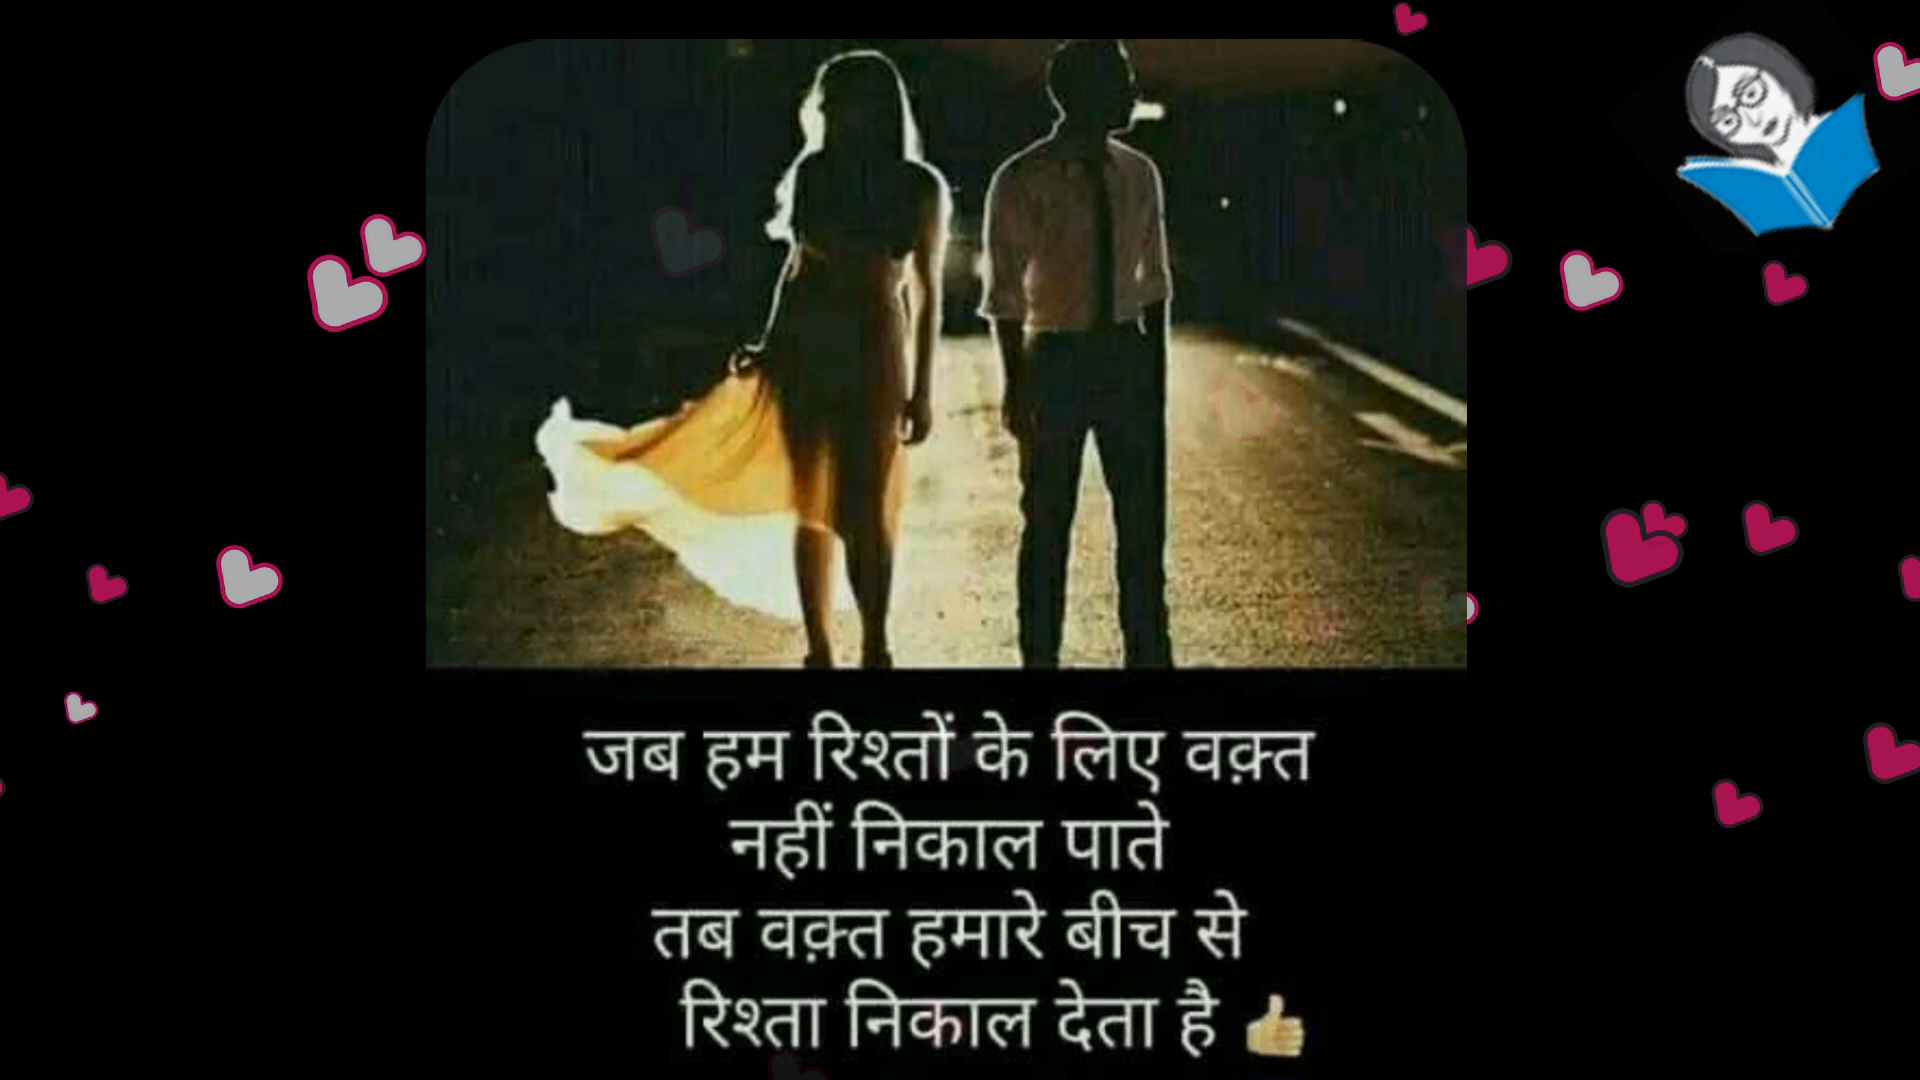 जब हम रिश्तों के लिए वक़्त
नहीं निकाल पाते
तब वक़्त हमारे बीच से
रिश्ता निकाल देता है 👍